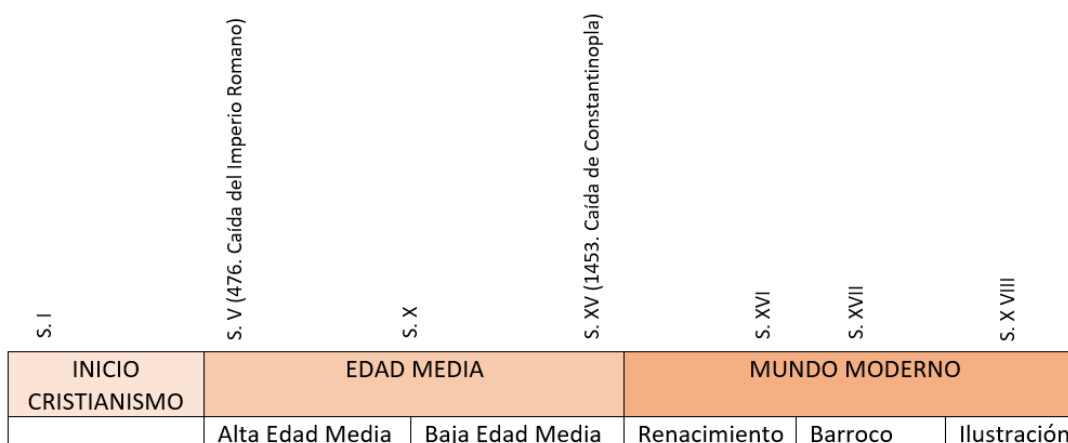 S. I
S. V (476. Caída del Imperio Romano)
S. X
S. XV (1453. Caída de Constantinopla)
S. XVI
S. XVII
S. X VIII
INICIO
CRISTIANISMO
EDAD MEDIA
MUNDO MODERNO
Alta Edad Media
Baja Edad Media
Renacimiento
Barroco
Ilustración